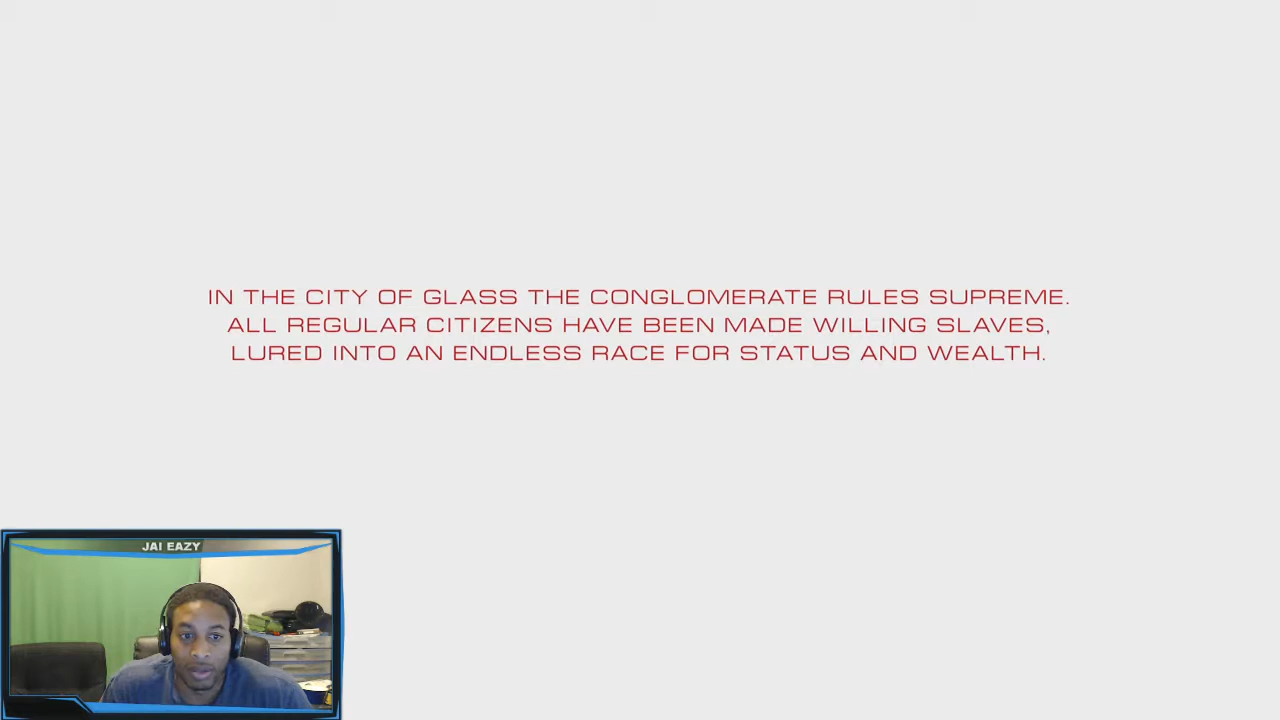 IN THE CITY OF GLASS THE CONGLOMERATE RULES SUPREME.
ALL REGULAR CITIZENS HAVE BEEN MADE WILLING SLAVES,
LURED INTO AN ENDLESS RACE FOR STATUS AND WEALTH.
JAI EAZY